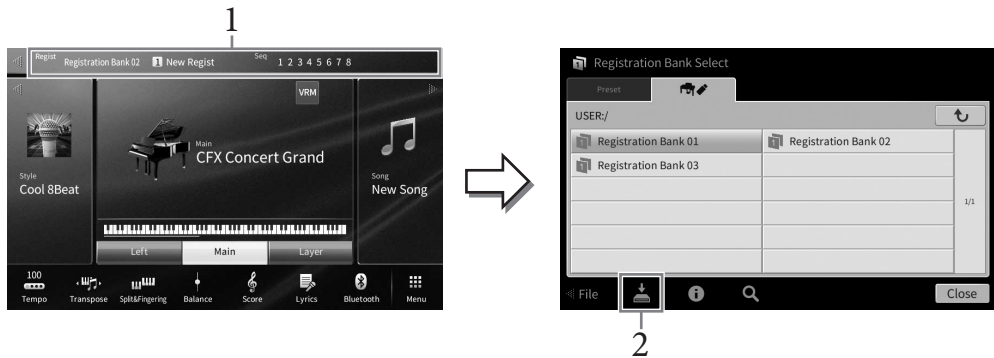 1
Regist Registration Bank 02 1 New Regist Seq 1 2 3 4 5 6 7 8
VRM
Style
Cool 8Beat
Main
CFX Concert Grand
Song
New Song
Left Main Layer
100
Tempo Transpose Split&Fingering Balance Score Lyrics Bluetooth Menu
Registration Bank Select
Preset
USER:/
Registration Bank 01 Registration Bank 02
Registration Bank 03
1/1
File Close
2